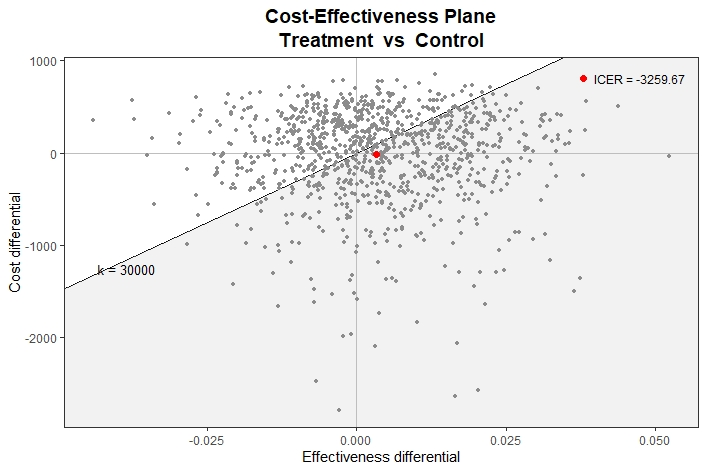 Cost-Effectiveness Plane
Treatment vs Control
1000
ICER = -3259.67
0
Cost differential
-1000
k = 30000
-2000
-0.025 0.000 0.025 0.050
Effectiveness differential